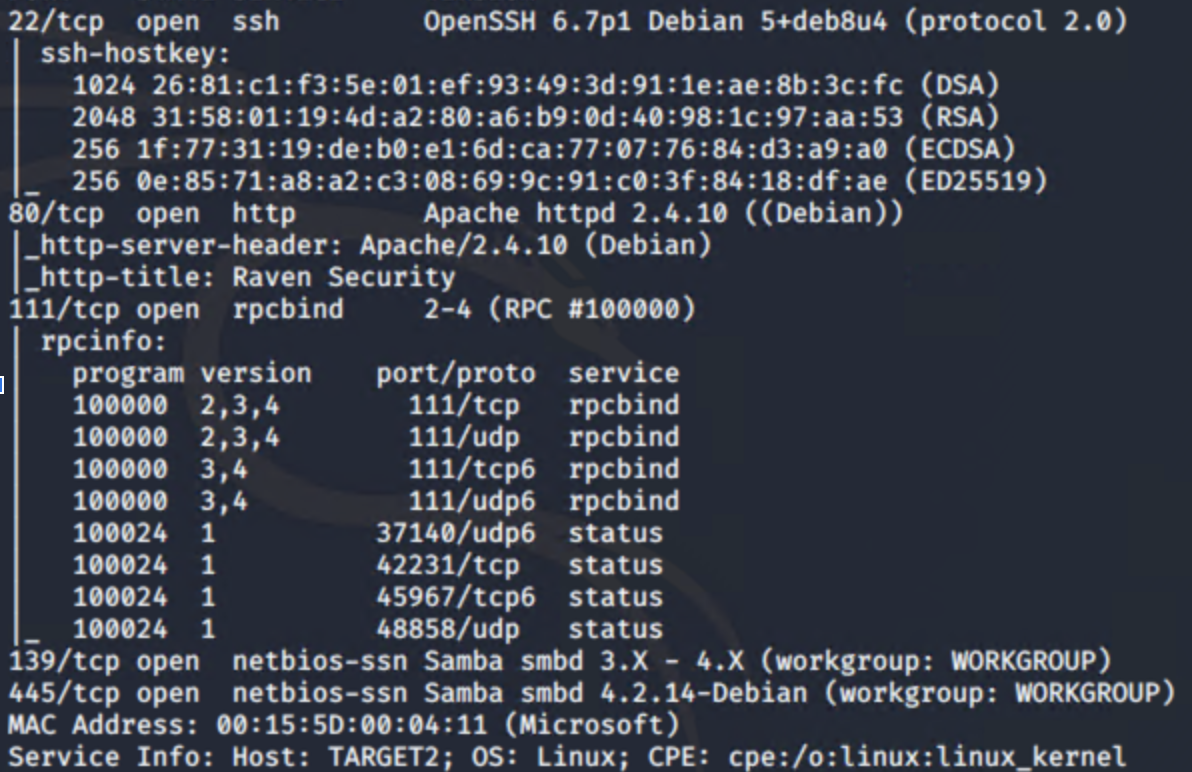 22/tcp open ssh OpenSSH 6.7p1 Debian 5+deb8u4 (protocol 2.0)
| ssh-hostkey:
| 1024 26:81:c1:f3:5e:01:ef:93:49:3d:91:1e:ae:8b:3c:fc (DSA)
| 2048 31:58:01:19:4d:a2:80:a6:b9:0d:40:98:1c:97:aa:53 (RSA)
| 256 1f:77:31:19:de:b0:e1:6d:ca:77:07:76:84:d3:a9:a0 (ECDSA)
|_ 256 0e:85:71:a8:a2:c3:08:69:9c:91:c0:3f:84:18:df:ae (ED25519)
80/tcp open http Apache httpd 2.4.10 ((Debian))
|_http-server-header: Apache/2.4.10 (Debian)
|_http-title: Raven Security
111/tcp open rpcbind 2-4 (RPC #100000)
| rpcinfo:
| program version port/proto service
| 100000 2,3,4 111/tcp rpcbind
| 100000 2,3,4 111/udp rpcbind
| 100000 3,4 111/tcp6 rpcbind
| 100000 3,4 111/udp6 rpcbind
| 100024 1 37140/udp6 status
| 100024 1 42231/tcp status
| 100024 1 45967/tcp6 status
|_ 100024 1 48858/udp status
139/tcp open netbios-ssn Samba smbd 3.X - 4.X (workgroup: WORKGROUP)
445/tcp open netbios-ssn Samba smbd 4.2.14-Debian (workgroup: WORKGROUP)
MAC Address: 00:15:5D:00:04:11 (Microsoft)
Service Info: Host: TARGET2; OS: Linux; CPE: cpe:/o:linux:linux_kernel